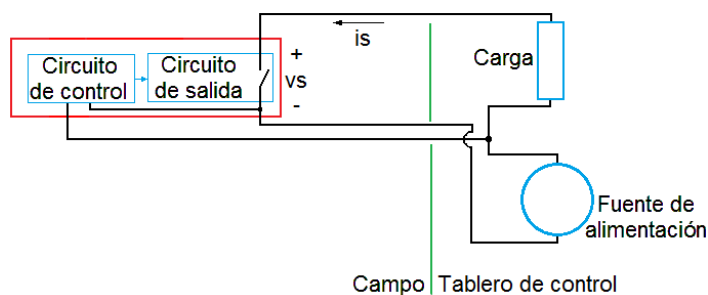 is
Circuito
de control
Circuito
de salida
+
vs
-
Carga
Fuente de
alimentación
Campo
Tablero de control